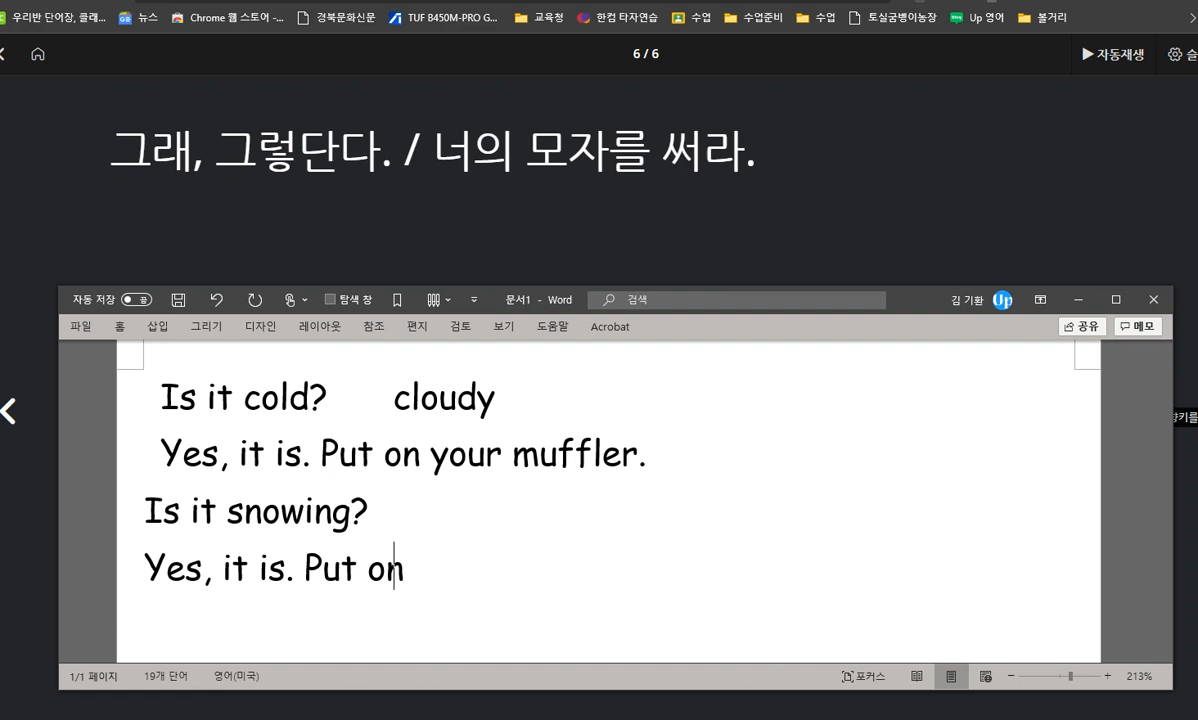 우리반 단어장, 클래... 뉴스 Chrome 웹 스토어 -... 경북문화신문 TUF B450M-PRO G... 교육청 한컴 타자연습 수업 수업준비 수업 토실굼벵이농장 Up 영어 볼거리
6 / 6 자동재생 슬
그래, 그렇단다. / 너의 모자를 써라.
자동 저장 끔 탐색 창 문서1 - Word 검색 김 기환 Up
파일 홈 삽입 그리기 디자인 레이아웃 참조 편지 검토 보기 도움말 Acrobat 공유 메모
Is it cold? cloudy
향키를
Yes, it is. Put on your muffler.
Is it snowing?
Yes, it is. Put on
1/1 페이지 19개 단어 영어(미국) 포커스 213%